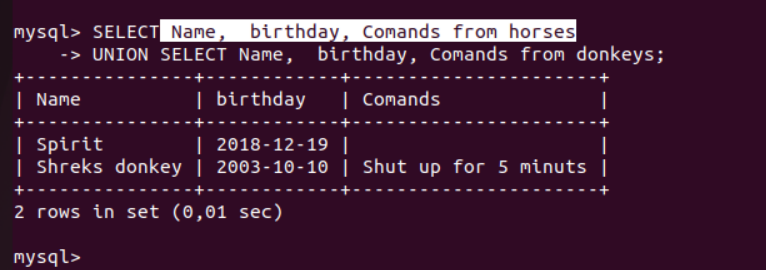 mysql> SELECT Name,  birthday, Comands from horses
    -> UNION SELECT Name,  birthday, Comands from donkeys;
+---------------+------------+----------------------+
| Name          | birthday   | Comands              |
+---------------+------------+----------------------+
| Spirit        | 2018-12-19 |                      |
| Shreks donkey | 2003-10-10 | Shut up for 5 minuts |
+---------------+------------+----------------------+
2 rows in set (0,01 sec)
mysql>